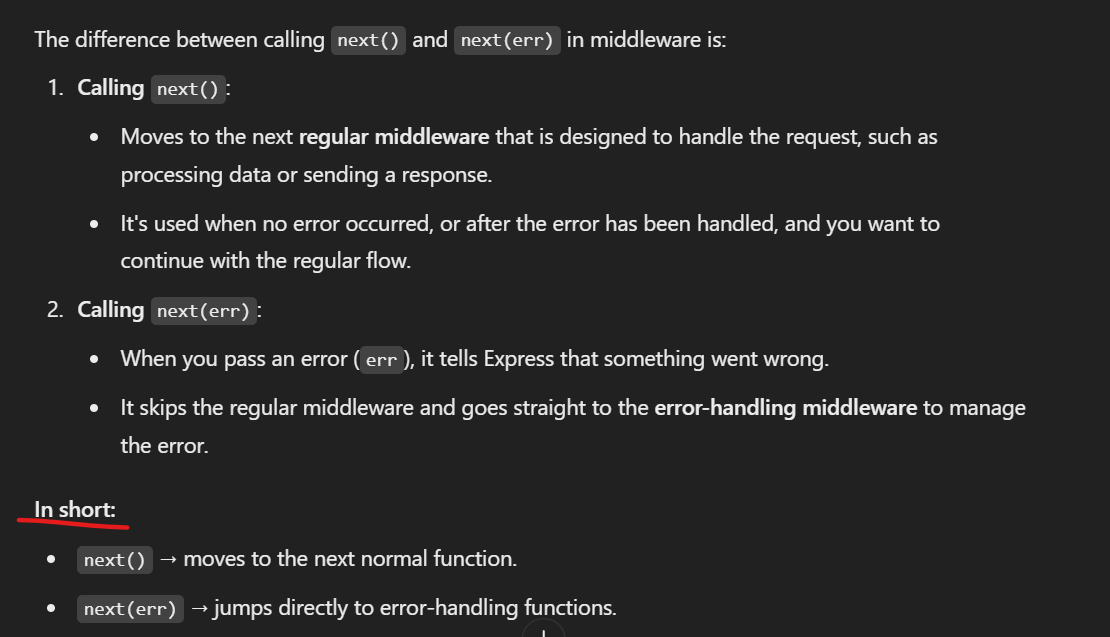 The difference between calling next() and next(err) in middleware is:
1. Calling next():
• Moves to the next regular middleware that is designed to handle the request, such as
processing data or sending a response.
• It's used when no error occurred, or after the error has been handled, and you want to
continue with the regular flow.
2. Calling next(err):
• When you pass an error (err), it tells Express that something went wrong.
• It skips the regular middleware and goes straight to the error-handling middleware to manage
the error.
In short:
• next() → moves to the next normal function.
• next(err) → jumps directly to error-handling functions.